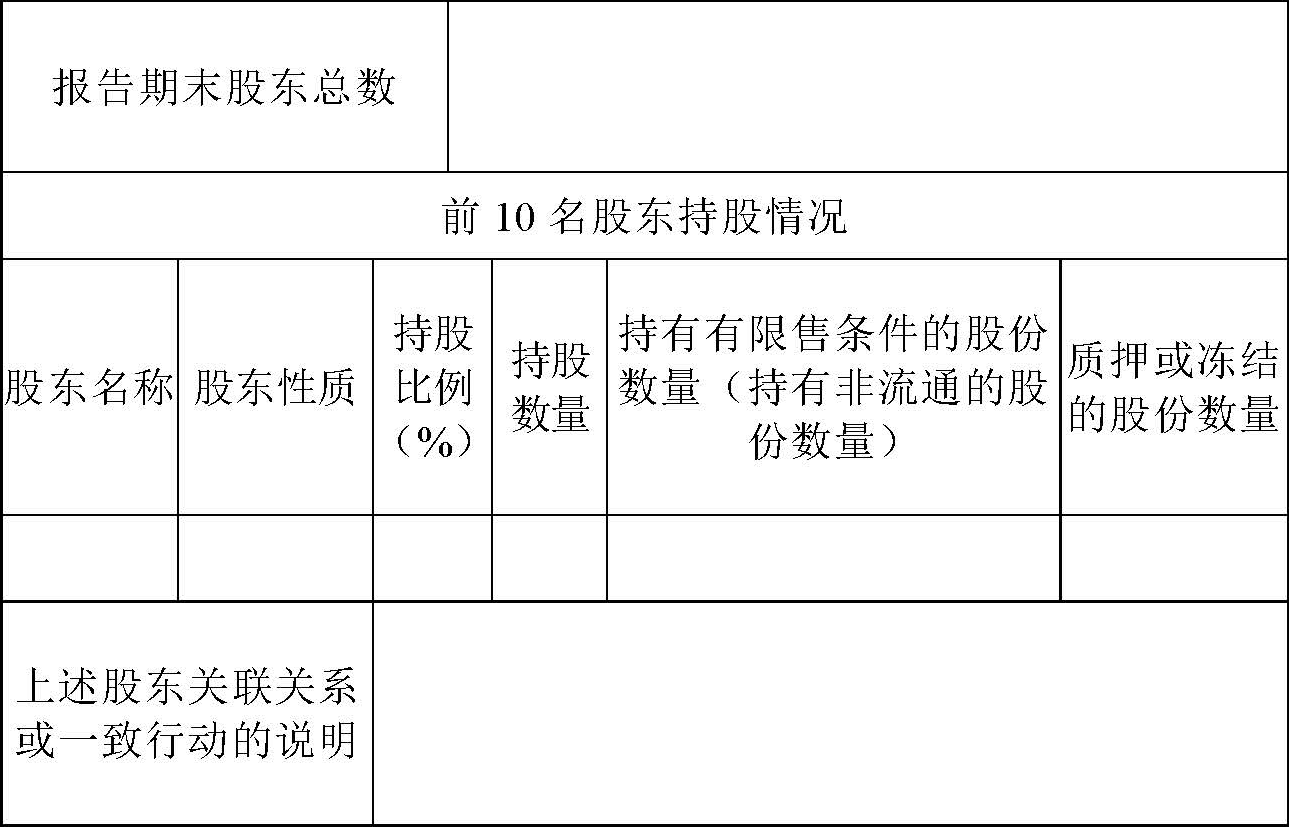 报告期末股东总数
前 10 名股东持股情况
股东名称
股东性质
持股
比例
（%）
持股
数量
持有有限售条件的股份
数量（持有非流通的股
份数量）
质押或冻结
的股份数量
上述股东关联关系
或一致行动的说明